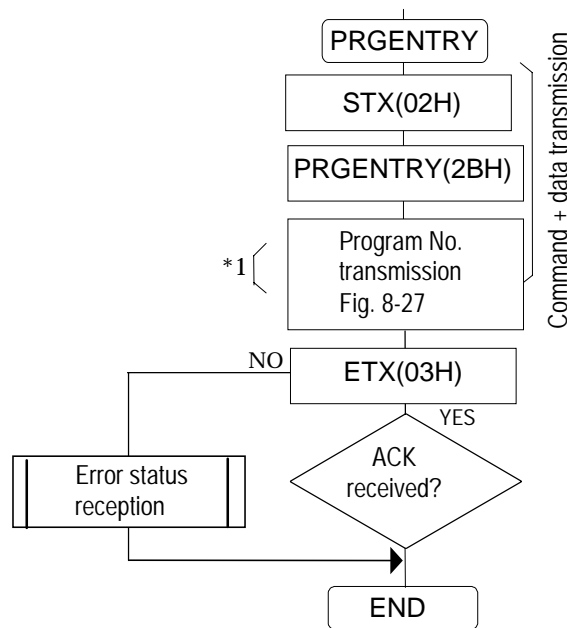 PRGENTRY
STX(02H)
PRGENTRY(2BH)
Command + data transmission
*1
Program No.
transmission
Fig. 8-27
NO
ETX(03H)
YES
ACK
received?
Error status
reception
END